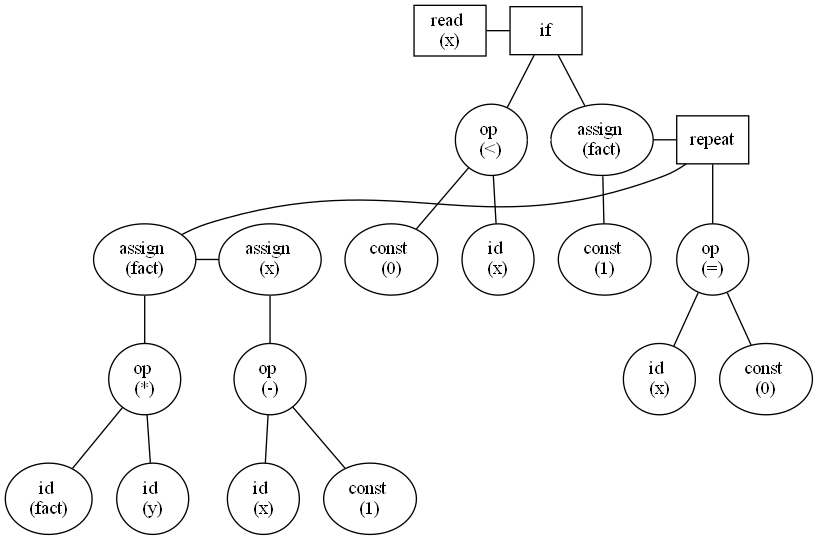 read
(x)
if
op
(<)
assign
(fact)
repeat
assign
(fact)
assign
(x)
const
(0)
id
(x)
const
(1)
op
(=)
op
(*)
op
(-)
id
(x)
const
(0)
id
(fact)
id
(y)
id
(x)
const
(1)